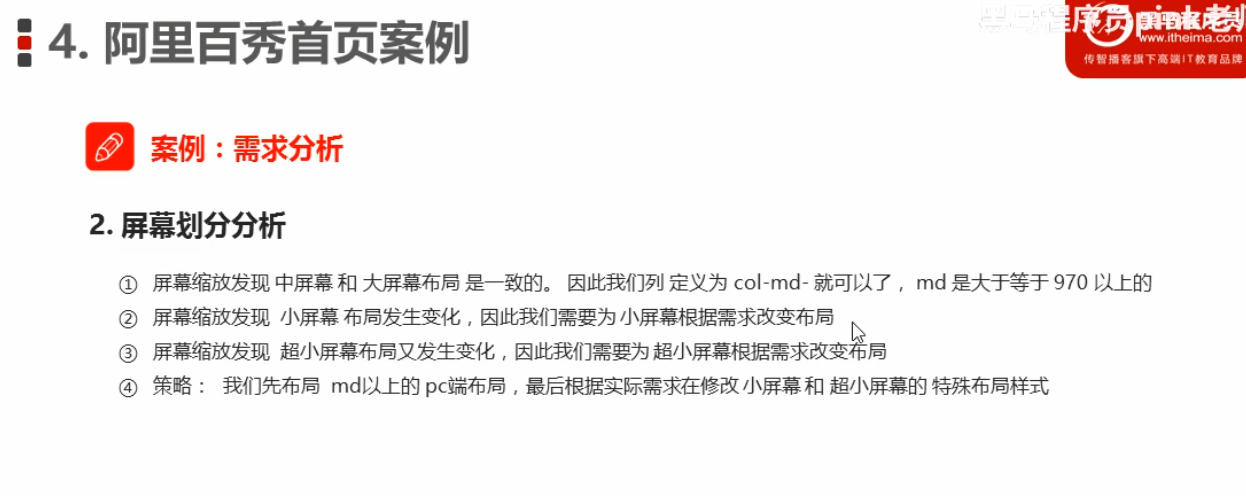 4. 阿里百秀首页案例
黑马程序员pink老师
www.itheima.com
传智播客旗下高端IT教育品牌
案例：需求分析
2. 屏幕划分分析
① 屏幕缩放发现 中屏幕 和 大屏幕布局 是一致的。 因此我们列 定义为 col-md- 就可以了， md 是大于等于 970 以上的
② 屏幕缩放发现 小屏幕 布局发生变化，因此我们需要为 小屏幕根据需求改变布局
③ 屏幕缩放发现 超小屏幕布局又发生变化，因此我们需要为 超小屏幕根据需求改变布局
④ 策略： 我们先布局 md以上的 pc端布局，最后根据实际需求在修改 小屏幕 和 超小屏幕的 特殊布局样式